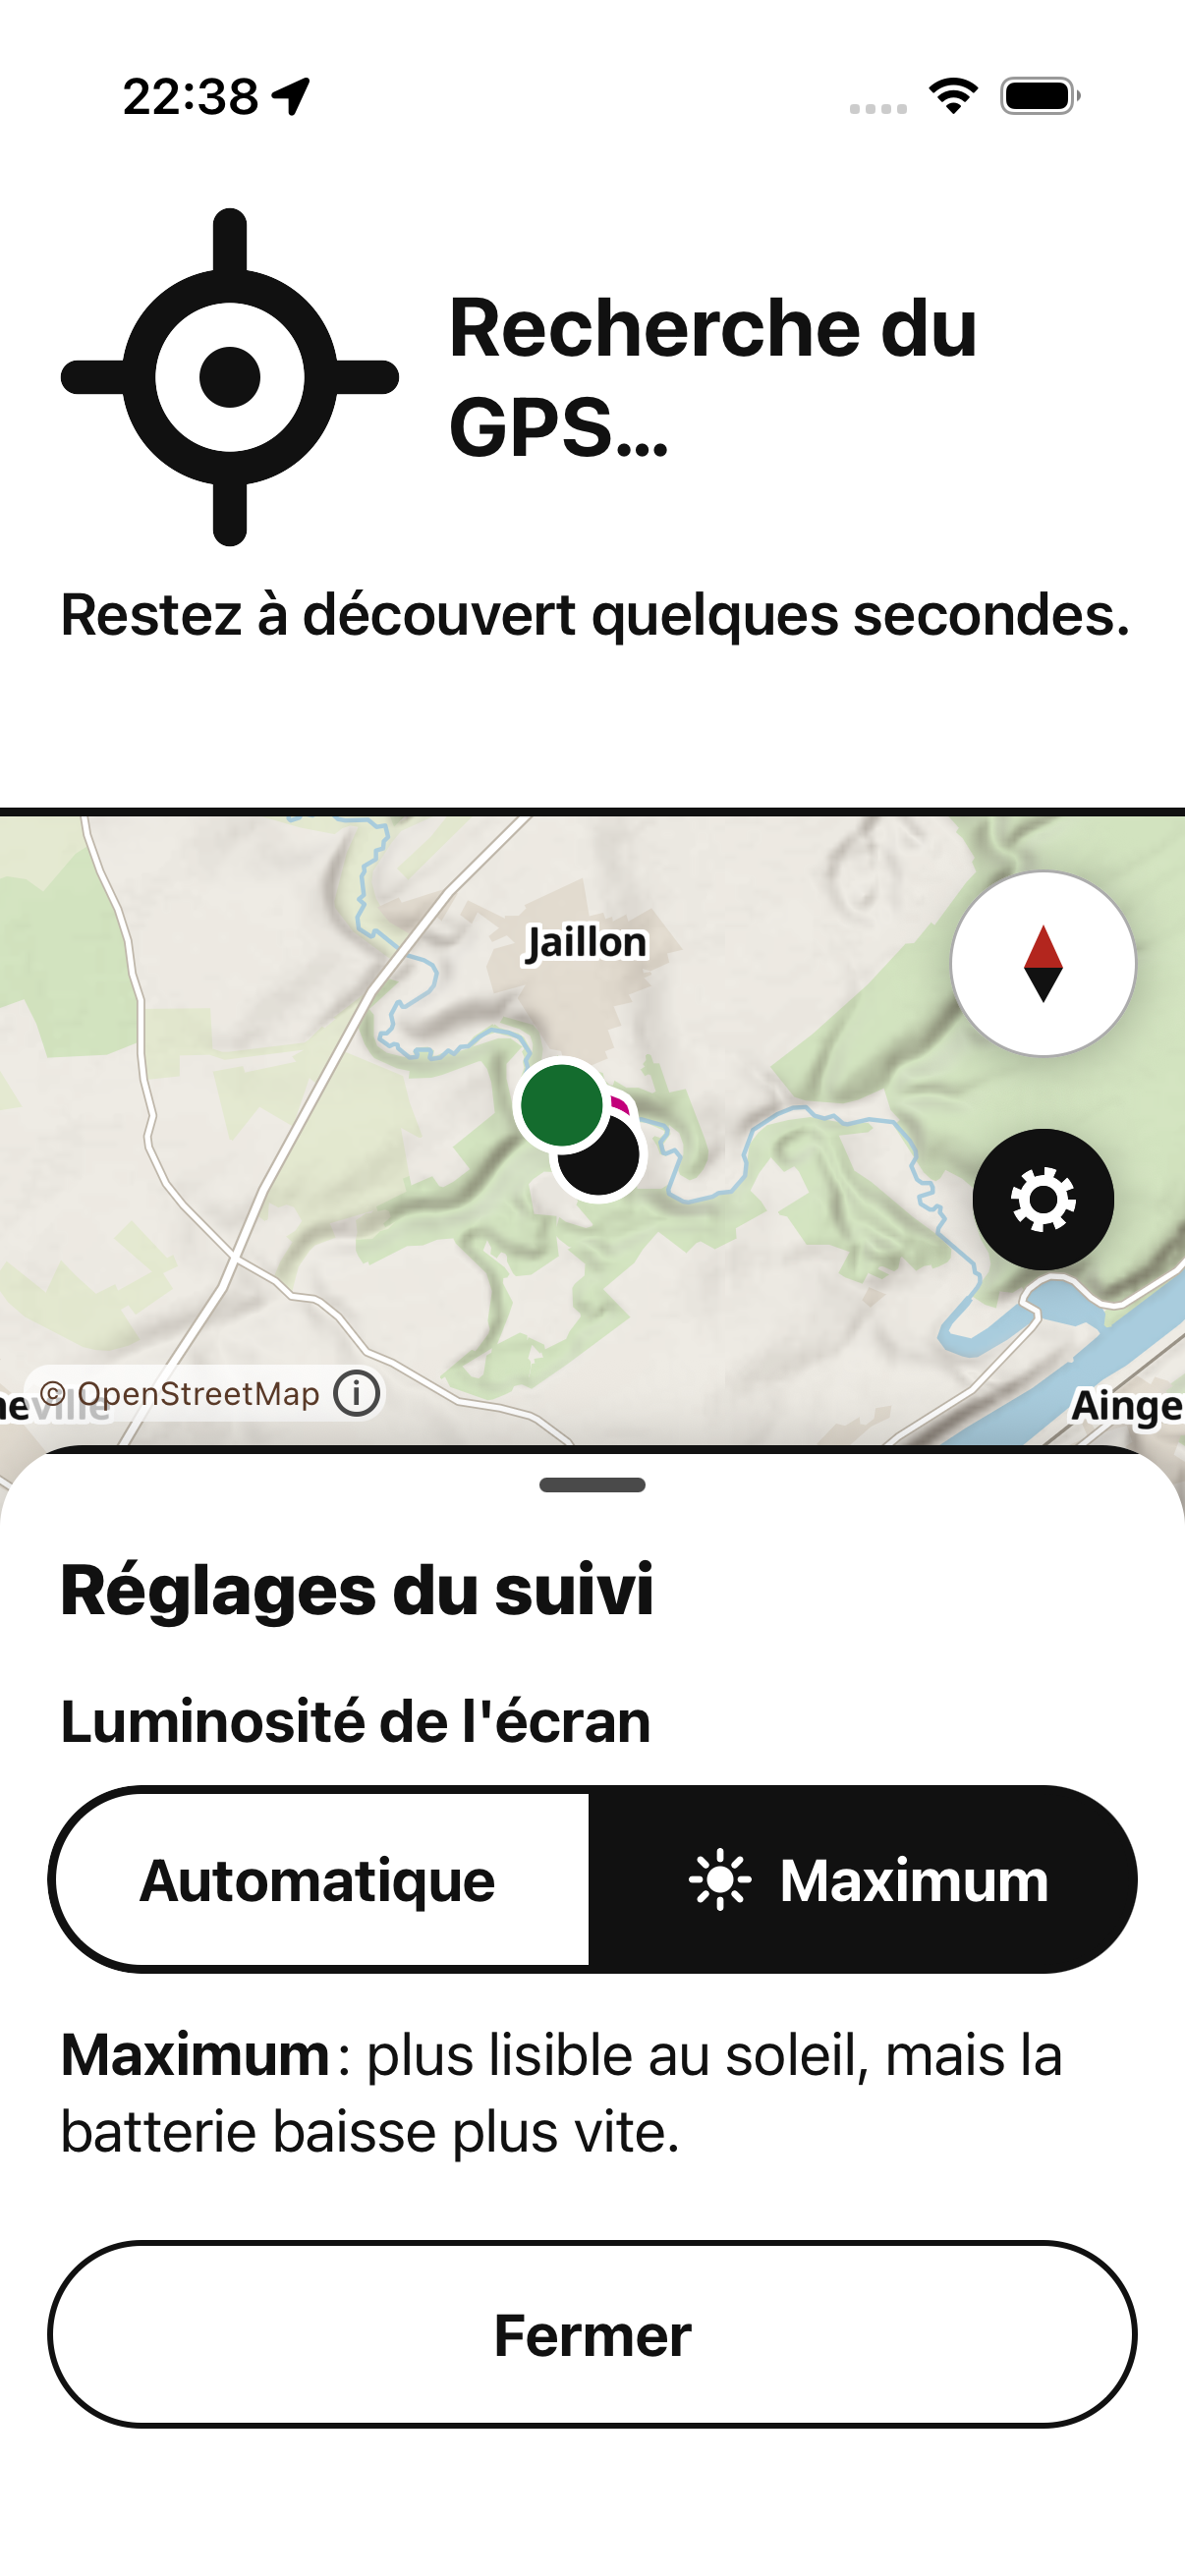 22:38
Recherche du
GPS...
Restez à découvert quelques secondes.
Jaillon
© OpenStreetMap
Ainge
Réglages du suivi
Luminosité de l'écran
Automatique
Maximum
Maximum : plus lisible au soleil, mais la
batterie baisse plus vite.
Fermer